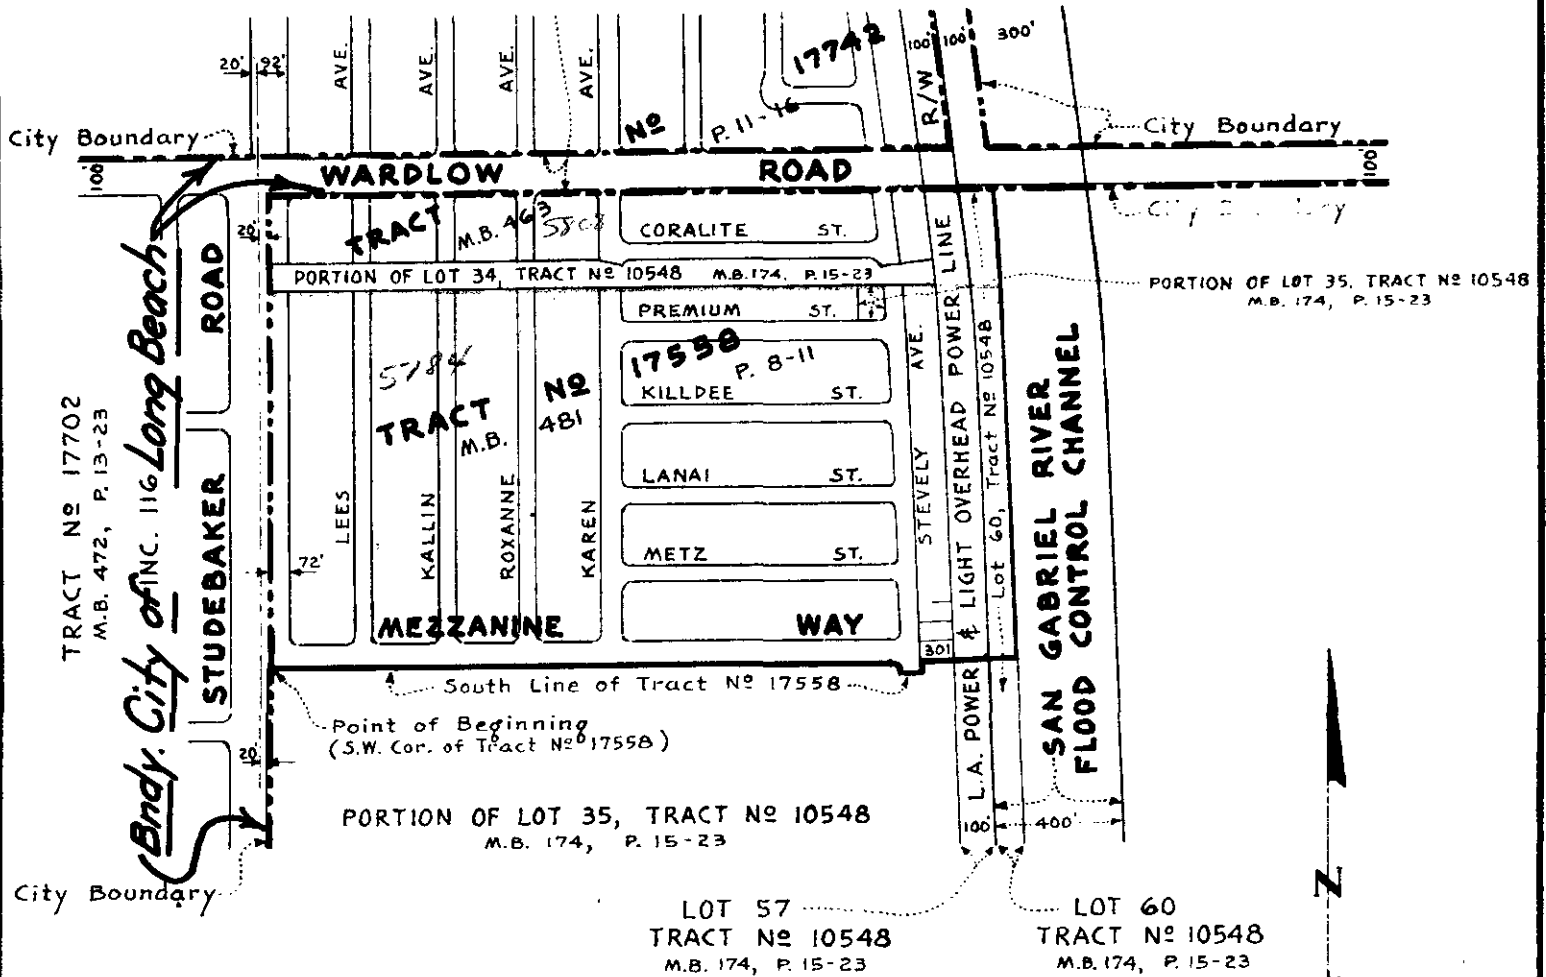 20' 92'
AVE.
AVE.
AVE.
AVE.
17742
100' 100' 300'
R/W
No
P. 11-16
City Boundary
City Boundary
100'
WARDLOW ROAD
100'
20'
TRACT
M.B. 463
5808
CORALITE ST.
City Boundary
PORTION OF LOT 34, TRACT No 10548 M.B. 174, P. 15-23
PORTION OF LOT 35, TRACT No 10548
M.B. 174, P. 15-23
PREMIUM ST.
5784
17558
P. 8-11
TRACT No
M.B. 481
KILLDEE ST.
LANAI ST.
METZ ST.
LEES
KALLIN
ROXANNE
KAREN
STEVELY AVE.
L.A. POWER & LIGHT OVERHEAD POWER LINE
Lot 60, Tract No 10548
SAN GABRIEL RIVER
FLOOD CONTROL CHANNEL
TRACT No 17702
M.B. 472, P. 13-23
(Bndy. City of INC. 116 Long Beach
STUDEBAKER ROAD
72'
MEZZANINE WAY
301
South Line of Tract No 17558
Point of Beginning
(S.W. Cor. of Tract No 17558)
20'
PORTION OF LOT 35, TRACT No 10548
M.B. 174, P. 15-23
100' 400'
City Boundary
LOT 57
TRACT No 10548
M.B. 174, P. 15-23
LOT 60
TRACT No 10548
M.B. 174, P. 15-23
N